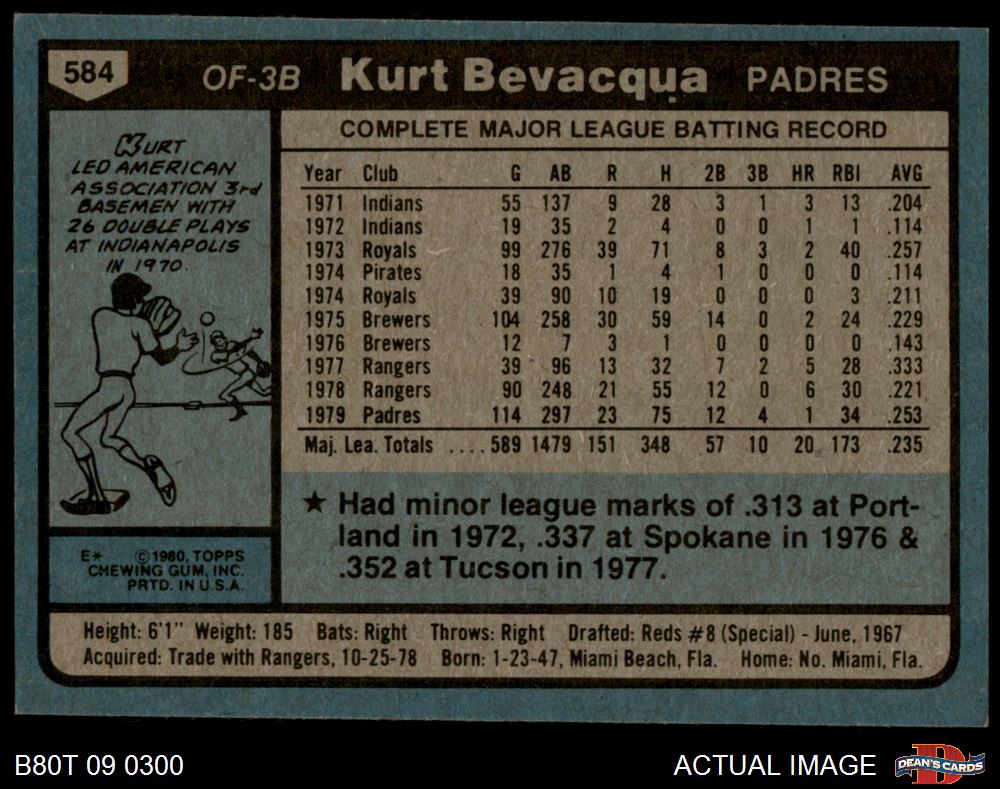 584 OF-3B Kurt Bevacqua PADRES
KURT
LED AMERICAN
ASSOCIATION 3rd
BASEMEN WITH
26 DOUBLE PLAYS
AT INDIANAPOLIS
IN 1970.
COMPLETE MAJOR LEAGUE BATTING RECORD
Year Club G AB R H 2B 3B HR RBI AVG
1971 Indians 55 137 9 28 3 1 3 13 .204
1972 Indians 19 35 2 4 0 0 1 1 .114
1973 Royals 99 276 39 71 8 3 2 40 .257
1974 Pirates 18 35 1 4 1 0 0 0 .114
1974 Royals 39 90 10 19 0 0 0 3 .211
1975 Brewers 104 258 30 59 14 0 2 24 .229
1976 Brewers 12 7 3 1 0 0 0 0 .143
1977 Rangers 39 96 13 32 7 2 5 28 .333
1978 Rangers 90 248 21 55 12 0 6 30 .221
1979 Padres 114 297 23 75 12 4 1 34 .253
Maj. Lea. Totals .... 589 1479 151 348 57 10 20 173 .235
★ Had minor league marks of .313 at Port-
land in 1972, .337 at Spokane in 1976 &
.352 at Tucson in 1977.
E* © 1980, TOPPS
CHEWING GUM, INC.
PRTD. IN U.S.A.
Height: 6'1" Weight: 185 Bats: Right Throws: Right Drafted: Reds #8 (Special) - June, 1967
Acquired: Trade with Rangers, 10-25-78 Born: 1-23-47, Miami Beach, Fla. Home: No. Miami, Fla.
B80T 09 0300 ACTUAL IMAGE DEAN'S CARDS